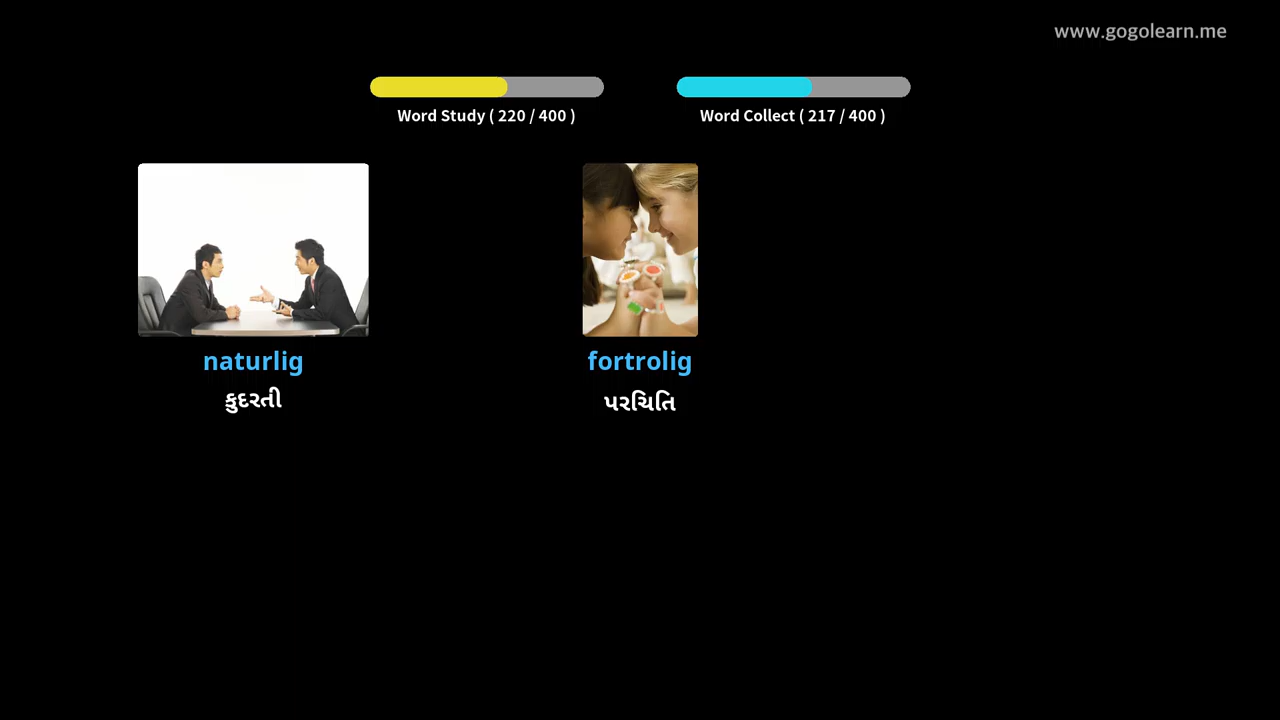 www.gogolearn.me
Word Study ( 220 / 400 )
Word Collect ( 217 / 400 )
naturlig
કુદરતી
fortrolig
પરચિતિ